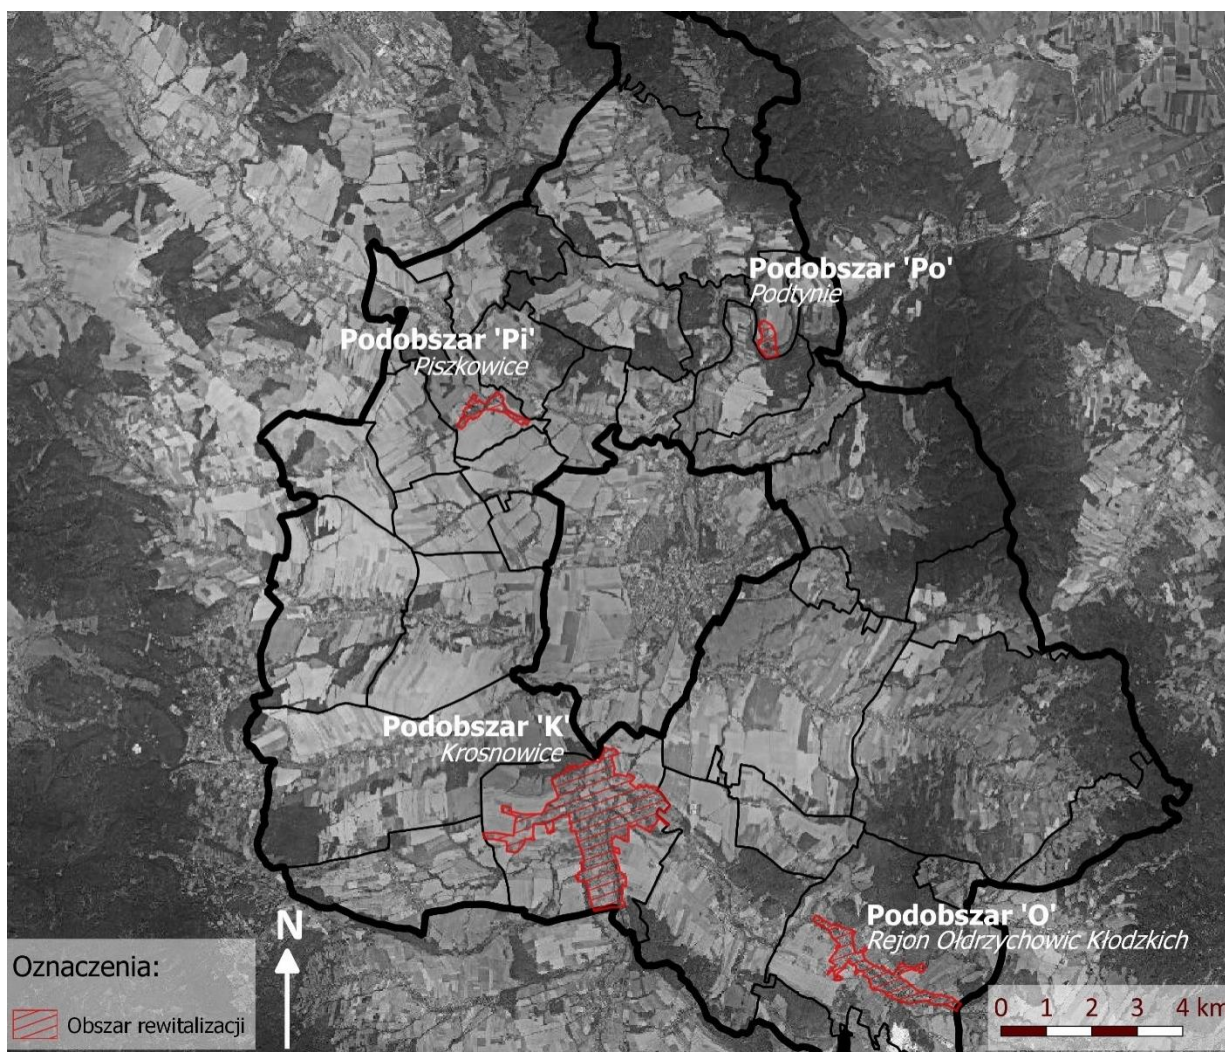 Podobszar 'Po'
Podtynie
Podobszar 'Pi'
Piszkowice
Podobszar 'K'
Krosnowice
Podobszar 'O'
Rejon Ołdrzychowic Kłodzkich
N
Oznaczenia:
Obszar rewitalizacji
0 1 2 3 4 km